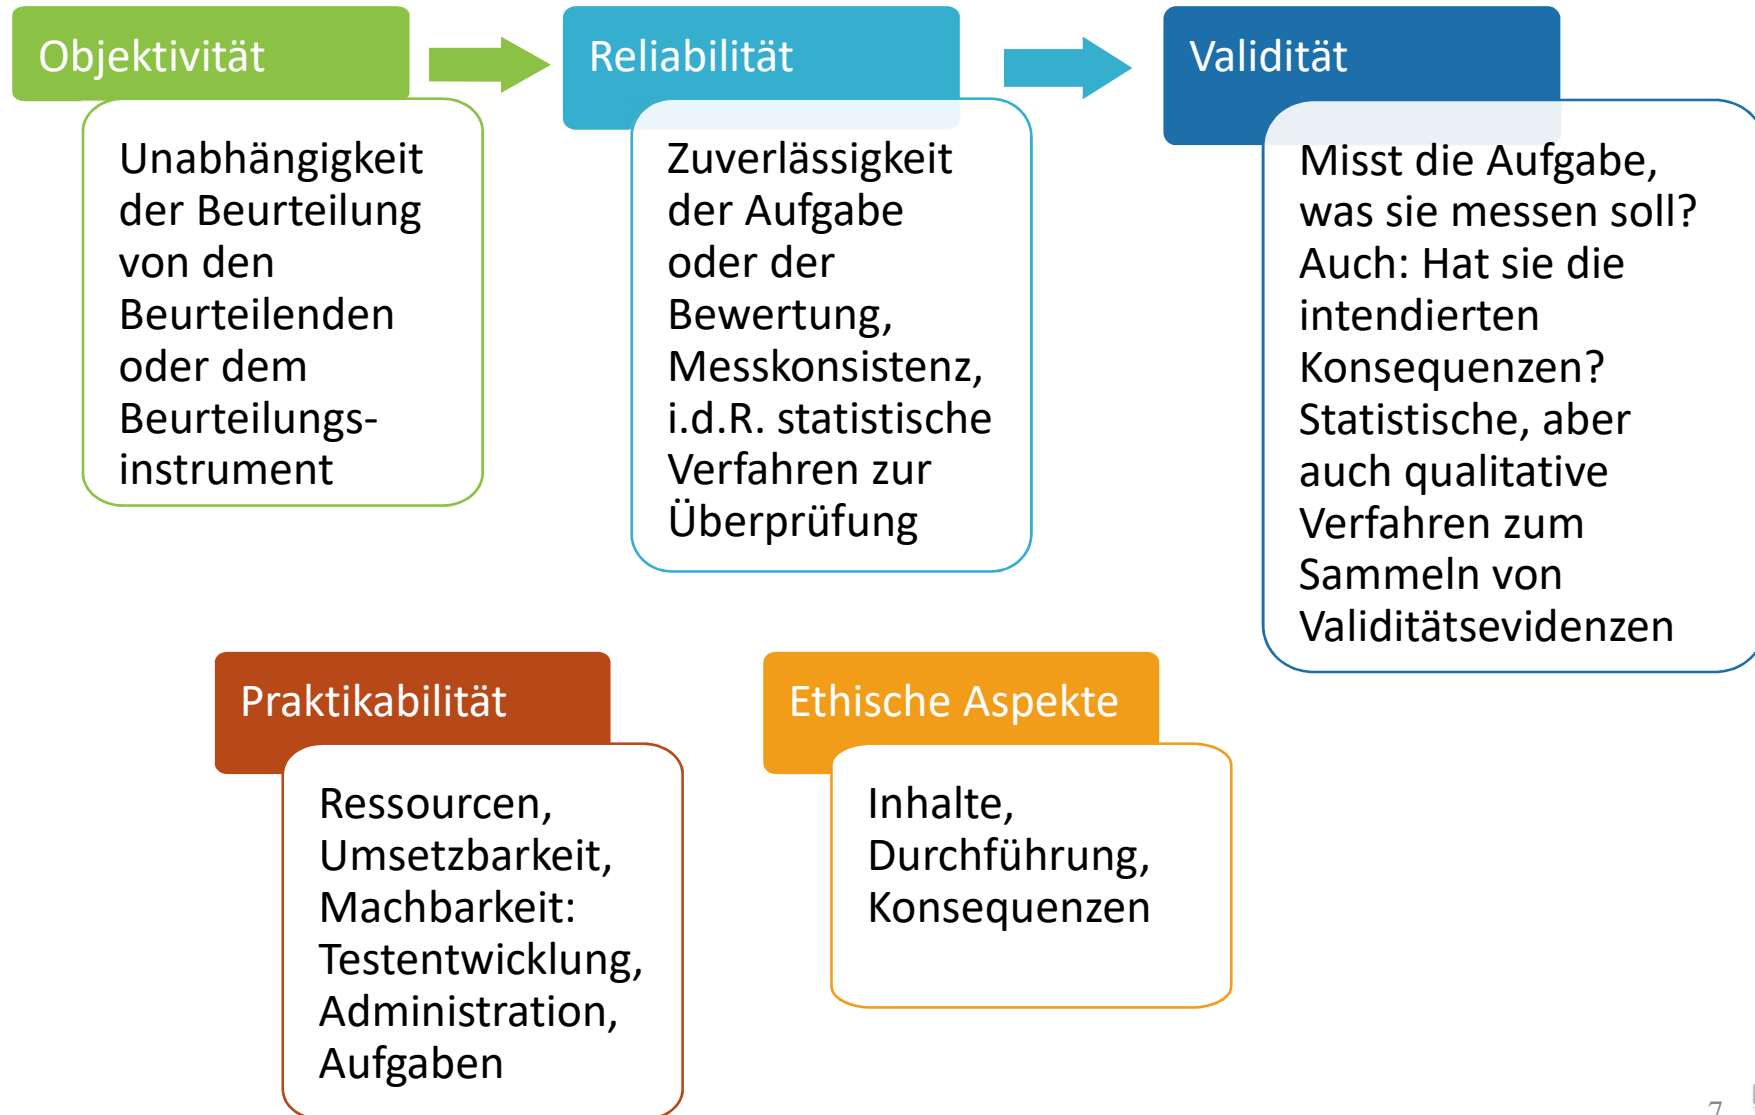 Objektivität
Unabhängigkeit
der Beurteilung
von den
Beurteilenden
oder dem
Beurteilungs-
instrument
Reliabilität
Zuverlässigkeit
der Aufgabe
oder der
Bewertung,
Messkonsistenz,
i.d.R. statistische
Verfahren zur
Überprüfung
Validität
Misst die Aufgabe,
was sie messen soll?
Auch: Hat sie die
intendierten
Konsequenzen?
Statistische, aber
auch qualitative
Verfahren zum
Sammeln von
Validitätsevidenzen
Praktikabilität
Ressourcen,
Umsetzbarkeit,
Machbarkeit:
Testentwicklung,
Administration,
Aufgaben
Ethische Aspekte
Inhalte,
Durchführung,
Konsequenzen
7